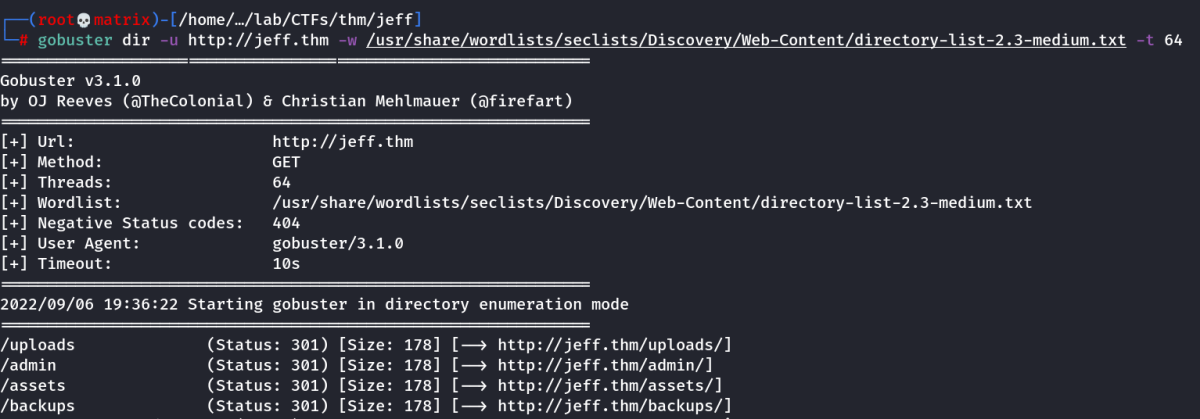 ┌──(root💀matrix)-[/home/…/lab/CTFs/thm/jeff]
└─# gobuster dir -u http://jeff.thm -w /usr/share/wordlists/seclists/Discovery/Web-Content/directory-list-2.3-medium.txt -t 64
===============================================================
Gobuster v3.1.0
by OJ Reeves (@TheColonial) & Christian Mehlmauer (@firefart)
===============================================================
[+] Url:                     http://jeff.thm
[+] Method:                  GET
[+] Threads:                 64
[+] Wordlist:                /usr/share/wordlists/seclists/Discovery/Web-Content/directory-list-2.3-medium.txt
[+] Negative Status codes:   404
[+] User Agent:              gobuster/3.1.0
[+] Timeout:                 10s
===============================================================
2022/09/06 19:36:22 Starting gobuster in directory enumeration mode
===============================================================
/uploads              (Status: 301) [Size: 178] [--> http://jeff.thm/uploads/]
/admin                (Status: 301) [Size: 178] [--> http://jeff.thm/admin/]
/assets               (Status: 301) [Size: 178] [--> http://jeff.thm/assets/]
/backups              (Status: 301) [Size: 178] [--> http://jeff.thm/backups/]